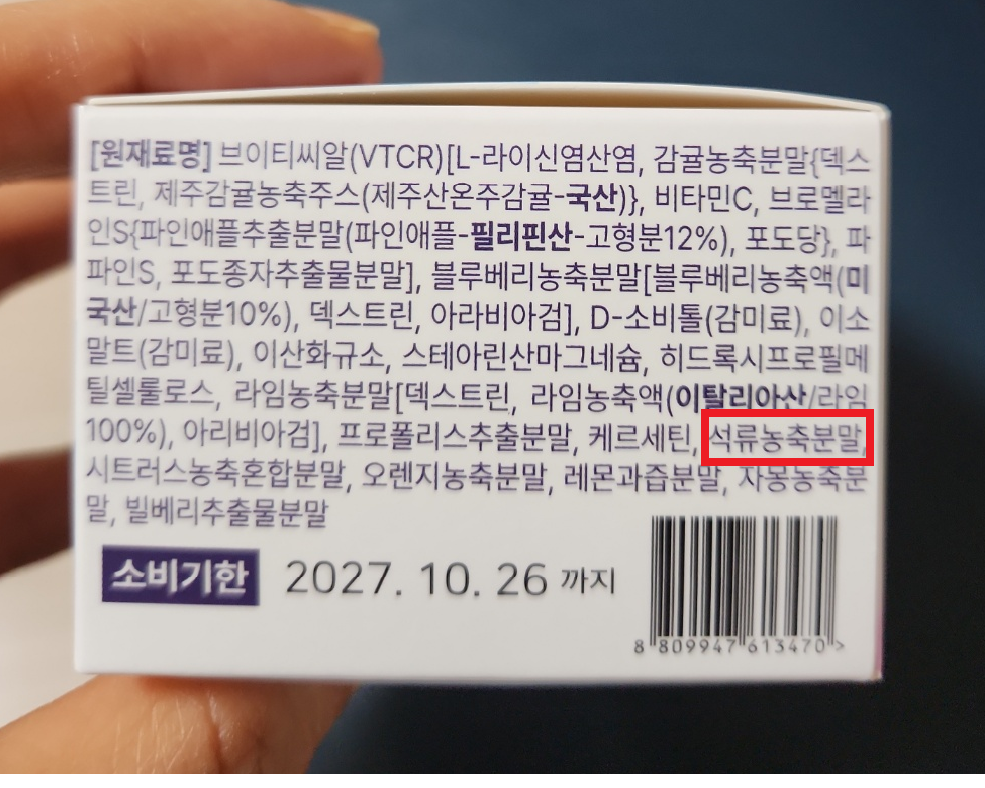 [원재료명] 브이티씨알(VTCR)[L-라이신염산염, 감귤농축분말{덱스
트린, 제주감귤농축주스(제주산온주감귤-국산)}, 비타민C, 브로멜라
인S{파인애플추출분말(파인애플-필리핀산-고형분12%), 포도당}, 파
파인S, 포도종자추출물분말], 블루베리농축분말[블루베리농축액(미
국산/고형분10%), 덱스트린, 아라비아검], D-소비톨(감미료), 이소
말트(감미료), 이산화규소, 스테아린산마그네슘, 히드록시프로필메
틸셀룰로스, 라임농축분말[덱스트린, 라임농축액(이탈리아산/라임
100%), 아리비아검], 프로폴리스추출분말, 케르세틴, 석류농축분말,
시트러스농축혼합분말, 오렌지농축분말, 레몬과즙분말, 자몽농축분
말, 빌베리추출물분말
소비기한 2027. 10. 26 까지
8 809947 613470 >